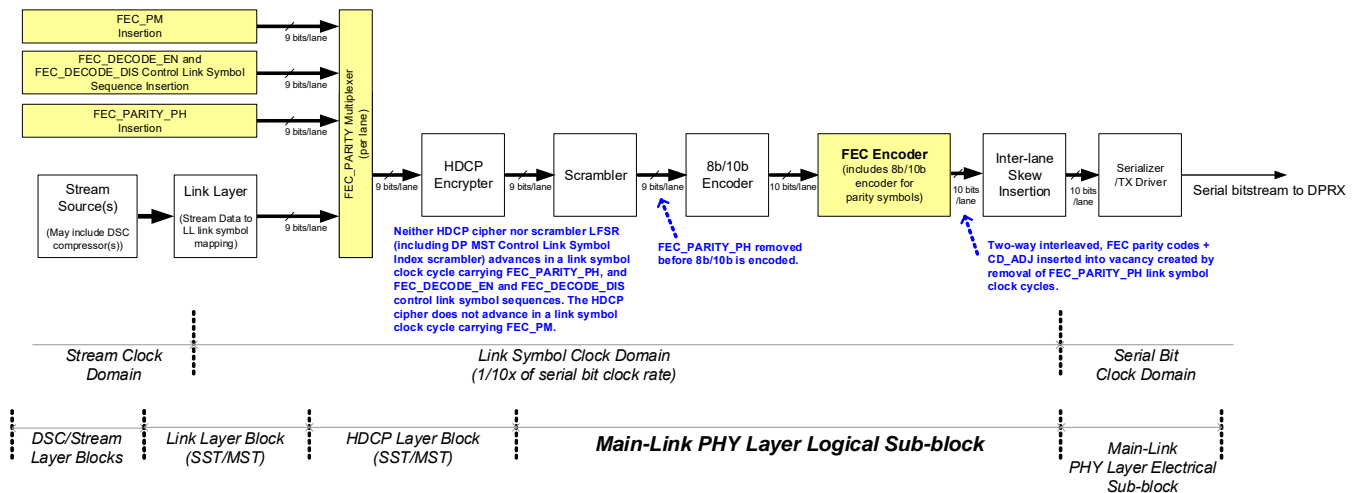 FEC_PM
Insertion
9 bits/lane
FEC_DECODE_EN and
FEC_DECODE_DIS Control Link Symbol
Sequence Insertion
9 bits/lane
FEC_PARITY_PH
Insertion
9 bits/lane
FEC_PARITY Multiplexer
(per lane)
Stream
Source(s)
(May include DSC
compressor(s))
Link Layer
(Stream Data to
LL link symbol
mapping)
9 bits/lane
9 bits/lane
HDCP
Encrypter
9 bits/lane
Scrambler
9 bits/lane
8b/10b
Encoder
10 bits/lane
FEC Encoder
(includes 8b/10b
encoder for
parity symbols)
10 bits
/lane
Inter-lane
Skew
Insertion
10 bits
/lane
Serializer
/TX Driver
Serial bitstream to DPRX
Neither HDCP cipher nor scrambler LFSR
(including DP MST Control Link Symbol
Index scrambler) advances in a link symbol
clock cycle carrying FEC_PARITY_PH, and
FEC_DECODE_EN and FEC_DECODE_DIS
control link symbol sequences. The HDCP
cipher does not advance in a link symbol
clock cycle carrying FEC_PM.
FEC_PARITY_PH removed
before 8b/10b is encoded.
Two-way interleaved, FEC parity codes +
CD_ADJ inserted into vacancy created by
removal of FEC_PARITY_PH link symbol
clock cycles.
Stream Clock
Domain
Link Symbol Clock Domain
(1/10x of serial bit clock rate)
Serial Bit
Clock Domain
DSC/Stream
Layer Blocks
Link Layer Block
(SST/MST)
HDCP Layer Block
(SST/MST)
Main-Link PHY Layer Logical Sub-block
Main-Link
PHY Layer Electrical
Sub-block